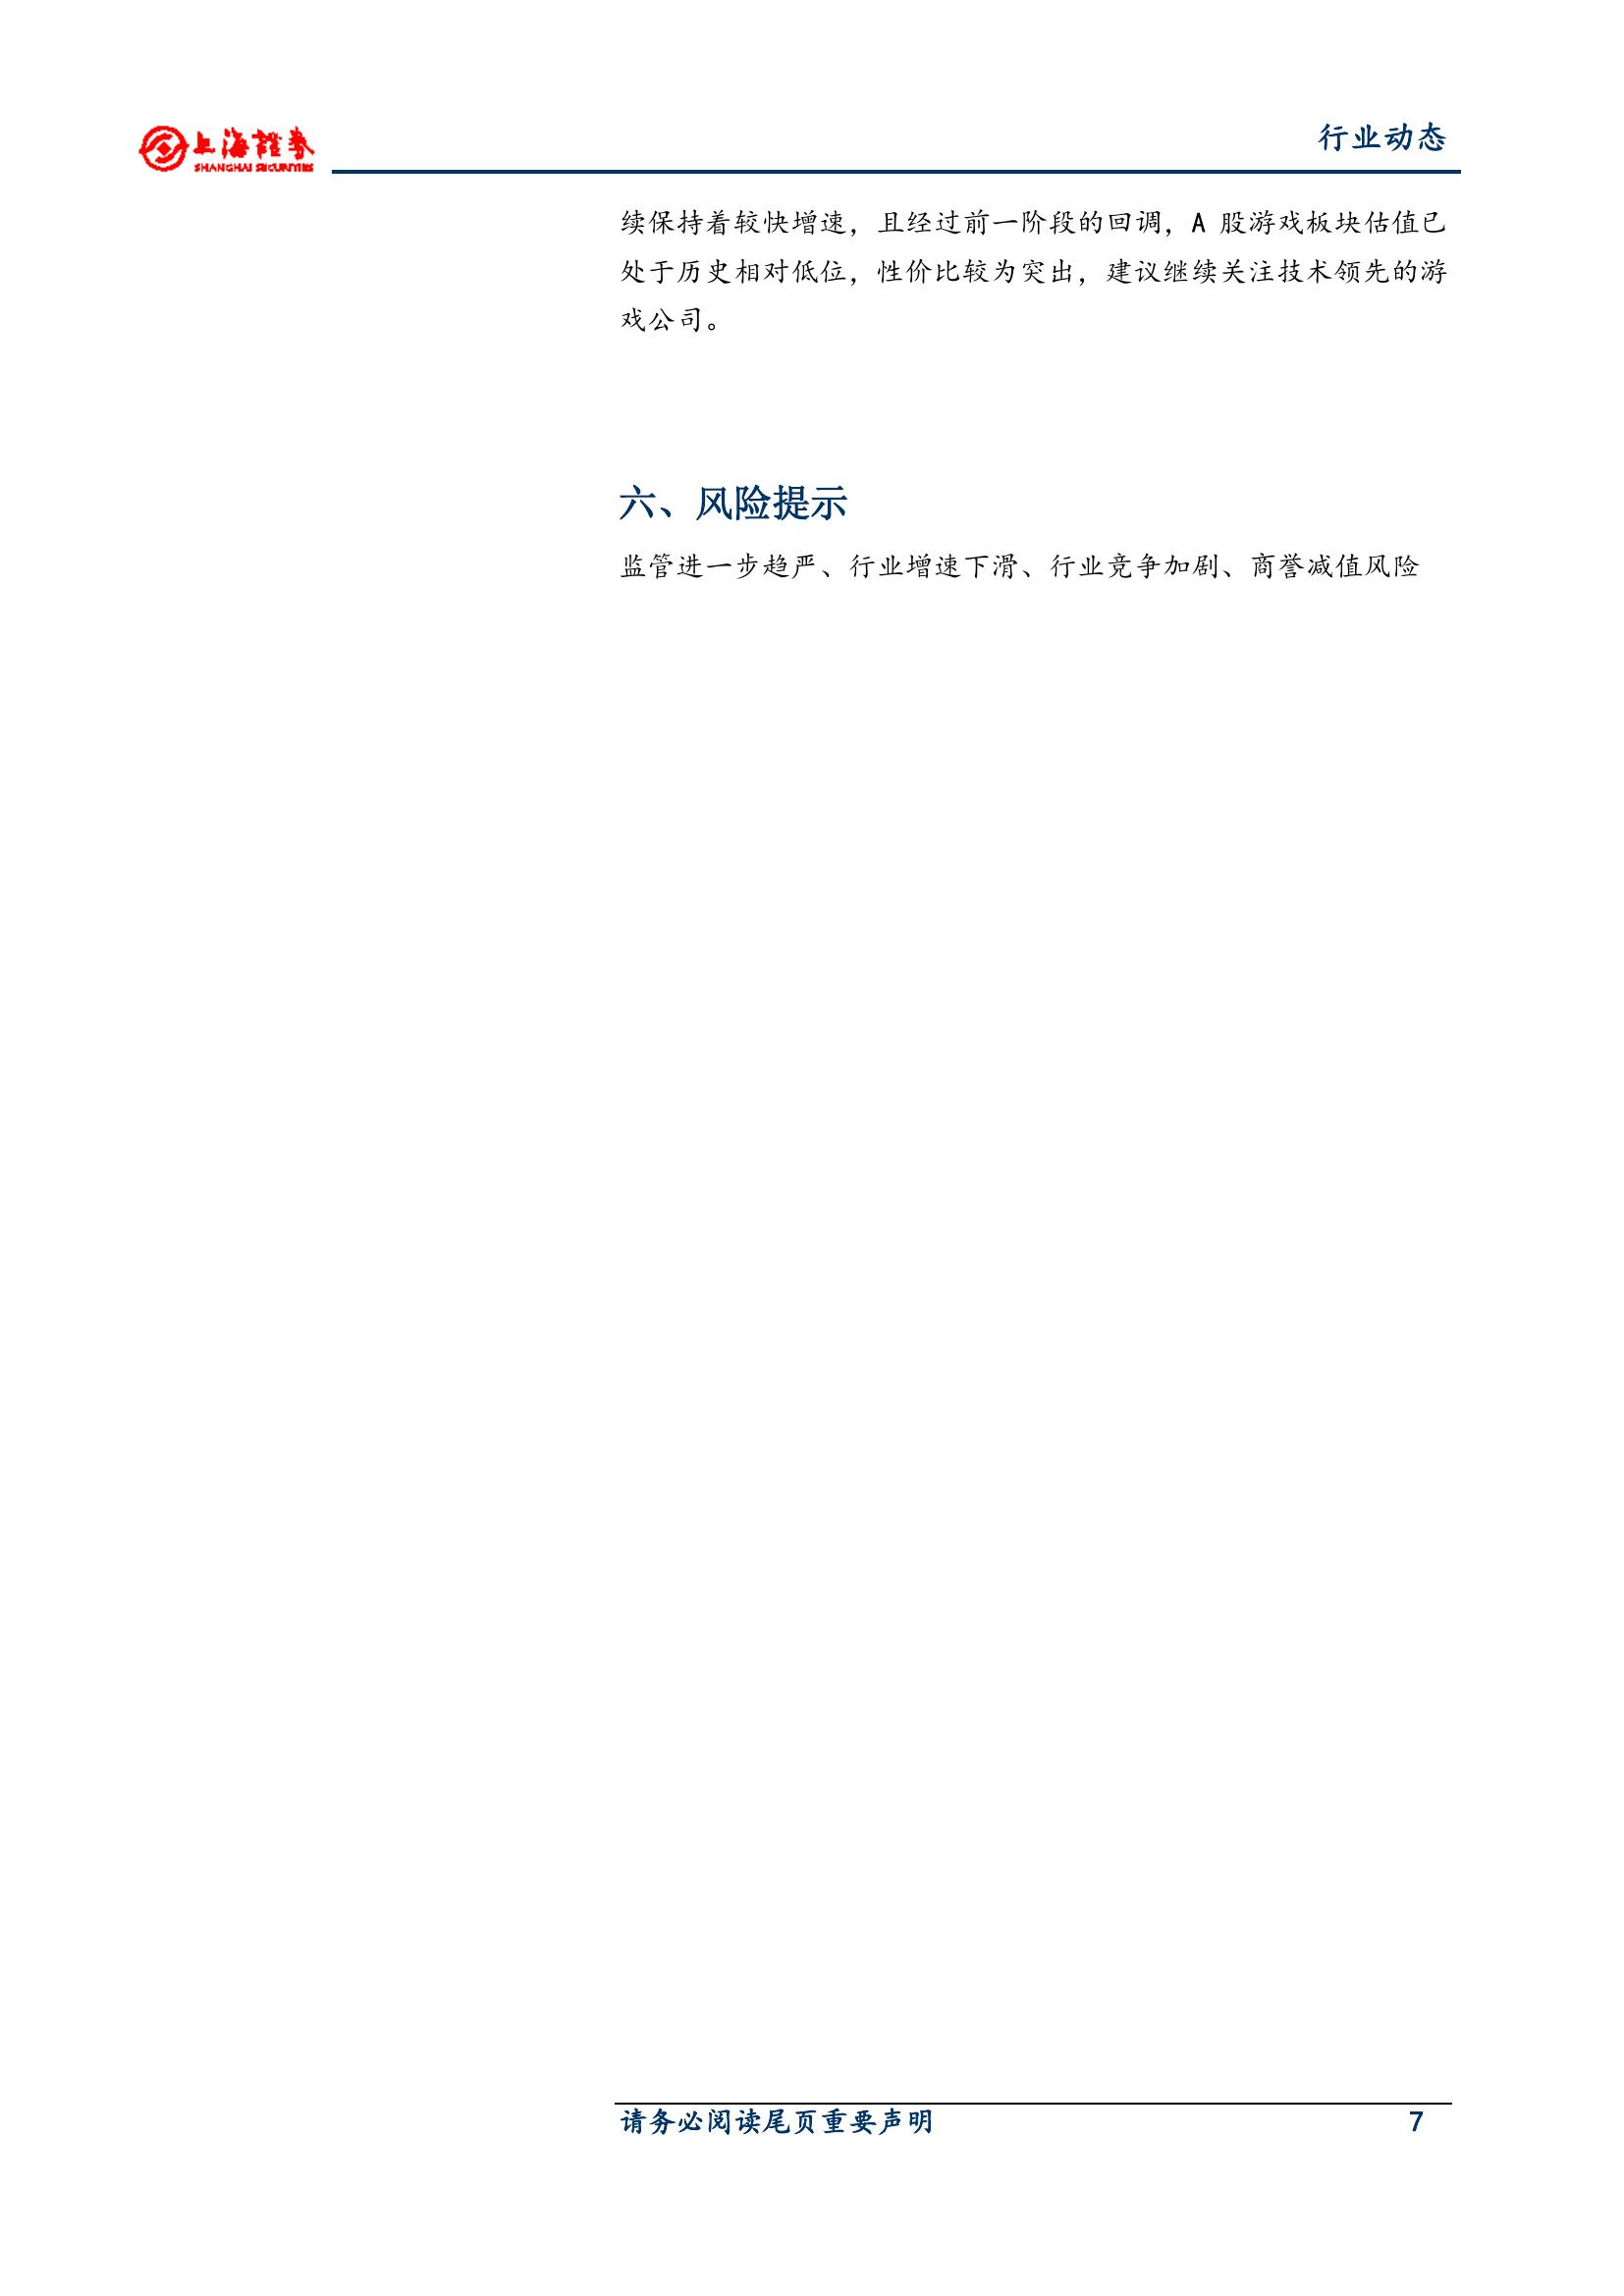 上海證券
SHANGHAI SECURITIES
行业动态
续保持着较快增速，且经过前一阶段的回调，A 股游戏板块估值已
处于历史相对低位，性价比较为突出，建议继续关注技术领先的游
戏公司。
六、风险提示
监管进一步趋严、行业增速下滑、行业竞争加剧、商誉减值风险
请务必阅读尾页重要声明 7